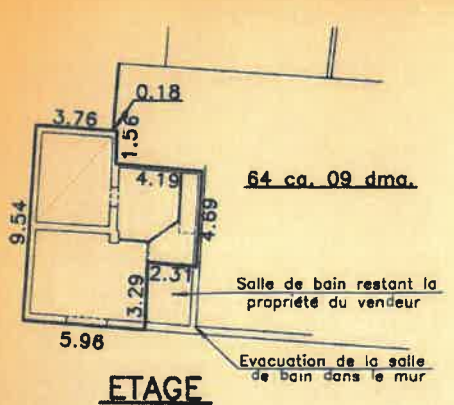 0.18
3.76
1.56
4.19
64 ca. 09 dma.
9.54
4.69
2.31
Salle de bain restant la
propriété du vendeur
3.29
5.96
Evacuation de la salle
de bain dans le mur
ETAGE